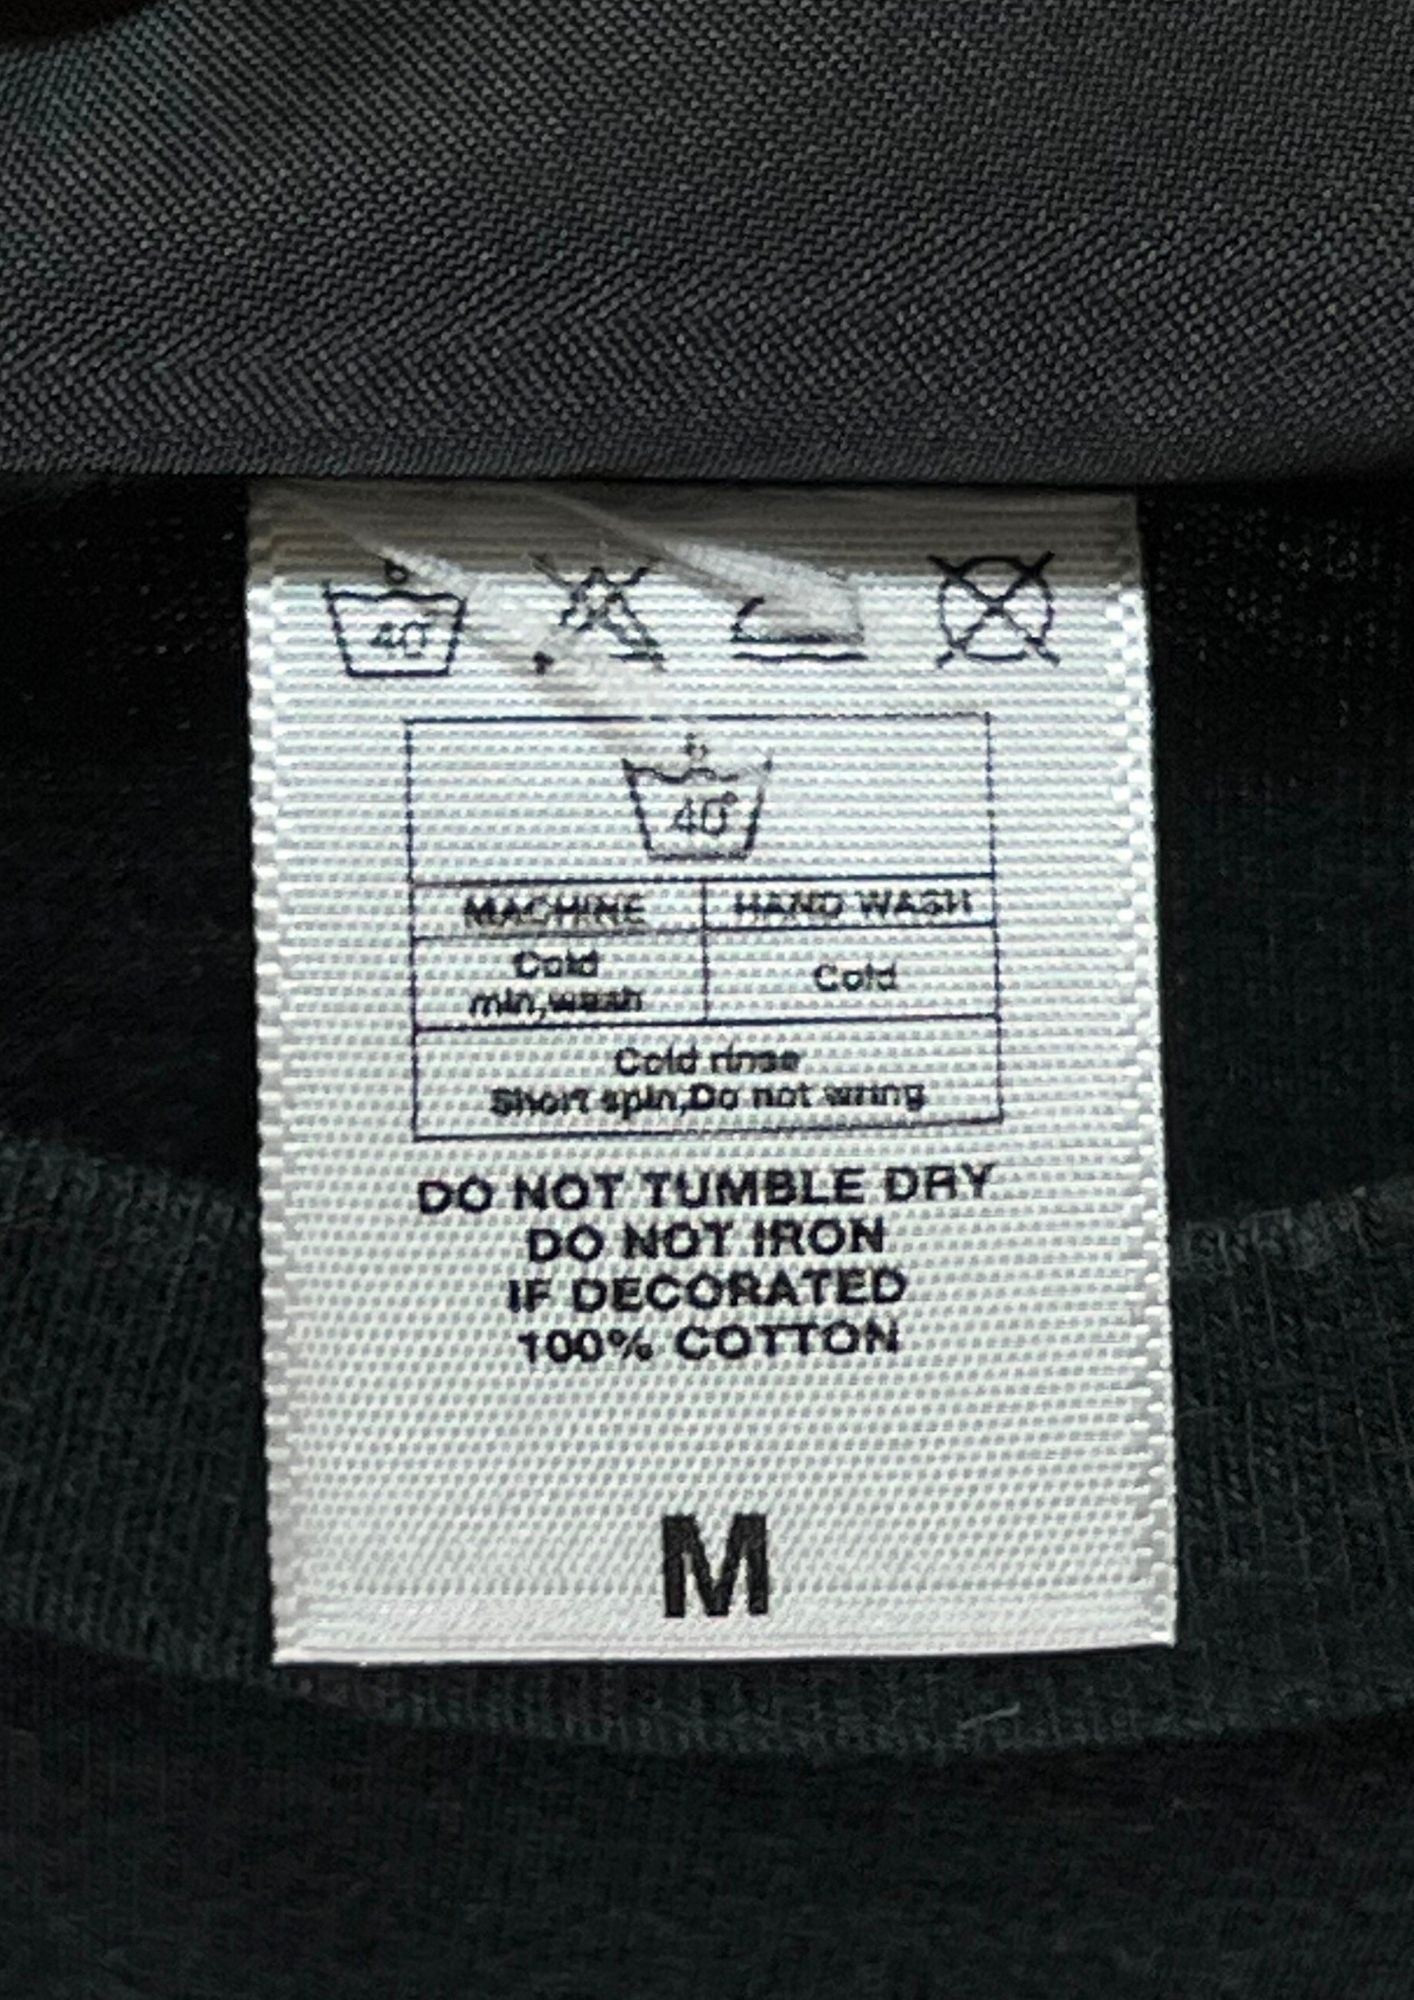 40°
6
40°
MACHINE HAND WASH
Cold
min,wash
Cold
Cold rinse
Short spin,Do not wring
DO NOT TUMBLE DRY
DO NOT IRON
IF DECORATED
100% COTTON
M